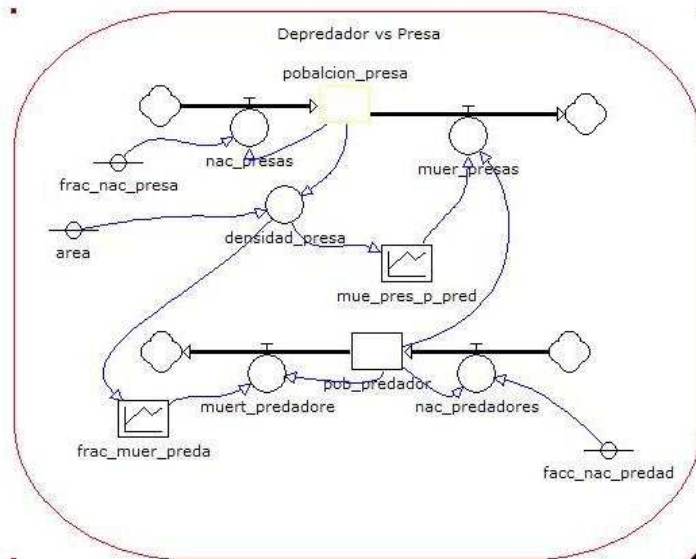 Depredador vs Presa
pobalcion_presa
nac_presas
muer_presas
frac_nac_presa
densidad_presa
area
mue_pres_p_pred
pob_predador
muert_predadore
nac_predadores
frac_muer_preda
facc_nac_predad